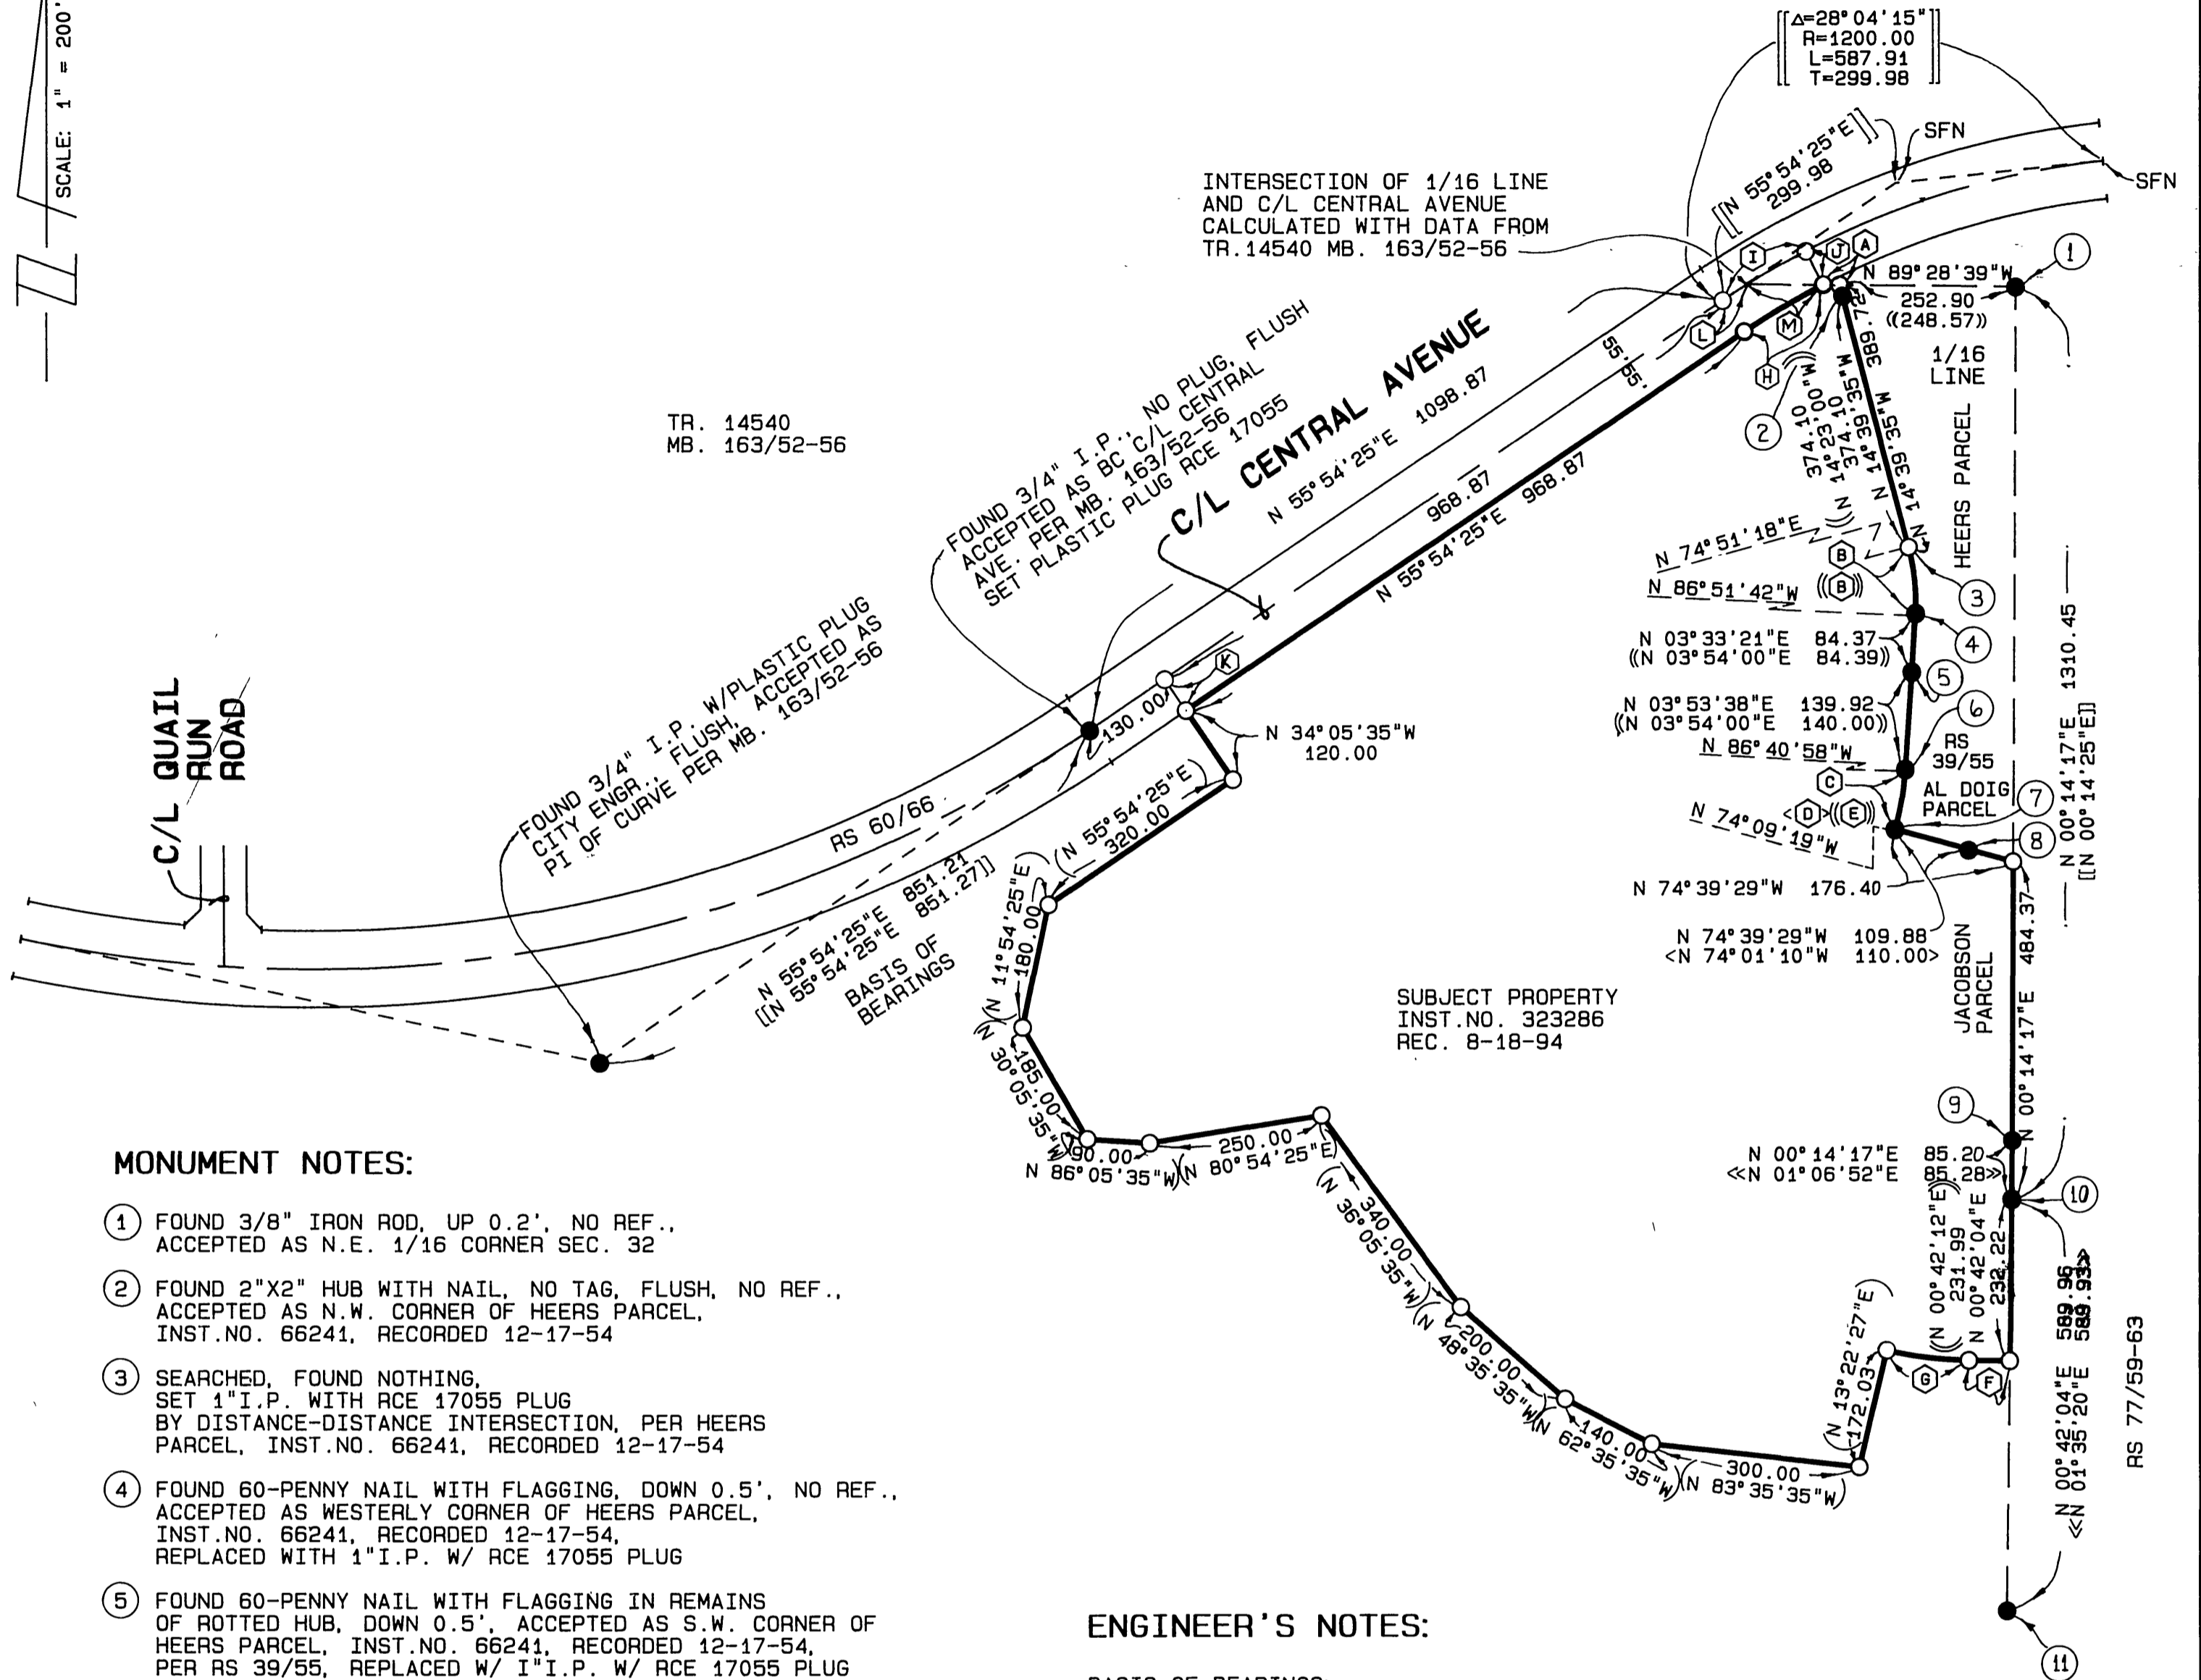 SCALE: 1" = 200'
[[Δ=28°04'15"]]
R=1200.00
L=587.91
T=299.98
SFN
SFN
[[N 55°54'25"E]]
299.98
INTERSECTION OF 1/16 LINE
AND C/L CENTRAL AVENUE
CALCULATED WITH DATA FROM
TR.14540 MB. 163/52-56
I
J
A
1
N 89°28'39"W
252.90
((248.57))
1/16
LINE
L
M
H
2
55'
55'
TR. 14540
MB. 163/52-56
FOUND 3/4" I.P., NO PLUG, FLUSH
ACCEPTED AS BC C/L CENTRAL
AVE. PER MB. 163/52-56
SET PLASTIC PLUG RCE 17055
C/L CENTRAL AVENUE
N 55°54'25"E 1098.87
968.87
N 55°54'25"E 968.87
374.10
((N 14°23'00"W))
374.10
N 14°39'35"W
N 14°39'35"W 389.72
HEERS PARCEL
N 74°51'18"E
B
((B))
N 86°51'42"W
3
4
N 03°33'21"E 84.37
((N 03°54'00"E 84.39))
5
N 03°53'38"E 139.92
((N 03°54'00"E 140.00))
6
N 86°40'58"W
RS
39/55
C
AL DOIG
PARCEL
7
<D>((E))
N 74°09'19"W
8
N 74°39'29"W 176.40
N 74°39'29"W 109.88
<N 74°01'10"W 110.00>
N 00°14'17"E 1310.45
[[N 00°14'25"E]]
JACOBSON
PARCEL
N 00°14'17"E 484.37
FOUND 3/4" I.P. W/PLASTIC PLUG
CITY ENGR., FLUSH, ACCEPTED AS
PI OF CURVE PER MB. 163/52-56
K
130.00
N 34°05'35"W
120.00
RS 60/66
C/L QUAIL
RUN
ROAD
N 55°54'25"E 851.21
[[N 55°54'25"E 851.27]]
BASIS OF
BEARINGS
(N 55°54'25"E)
320.00
(N 11°54'25"E)
180.00
185.00
(N 30°05'35"W)
90.00
N 86°05'35"W)
250.00
(N 80°54'25"E)
340.00
(N 36°05'35"W)
200.00
(N 48°35'35"W)
140.00
(N 62°35'35"W)
300.00
(N 83°35'35"W)
(N 13°22'27"E)
172.03
SUBJECT PROPERTY
INST.NO. 323286
REC. 8-18-94
9
N 00°14'17"E 85.20
<<N 01°06'52"E 85.28>>
10
((N 00°42'12"E))
231.99
N 00°42'04"E
232.22
G
F
N 00°42'04"E 589.96
<<N 01°35'20"E 589.93>>
RS 77/59-63
11
MONUMENT NOTES:
1 FOUND 3/8" IRON ROD, UP 0.2', NO REF.,
ACCEPTED AS N.E. 1/16 CORNER SEC. 32
2 FOUND 2"X2" HUB WITH NAIL, NO TAG, FLUSH, NO REF.,
ACCEPTED AS N.W. CORNER OF HEERS PARCEL,
INST.NO. 66241, RECORDED 12-17-54
3 SEARCHED, FOUND NOTHING,
SET 1"I.P. WITH RCE 17055 PLUG
BY DISTANCE-DISTANCE INTERSECTION, PER HEERS
PARCEL, INST.NO. 66241, RECORDED 12-17-54
4 FOUND 60-PENNY NAIL WITH FLAGGING, DOWN 0.5', NO REF.,
ACCEPTED AS WESTERLY CORNER OF HEERS PARCEL,
INST.NO. 66241, RECORDED 12-17-54,
REPLACED WITH 1"I.P. W/ RCE 17055 PLUG
5 FOUND 60-PENNY NAIL WITH FLAGGING IN REMAINS
OF ROTTED HUB, DOWN 0.5', ACCEPTED AS S.W. CORNER OF
HEERS PARCEL, INST.NO. 66241, RECORDED 12-17-54,
PER RS 39/55, REPLACED W/ I"I.P. W/ RCE 17055 PLUG
ENGINEER'S NOTES: